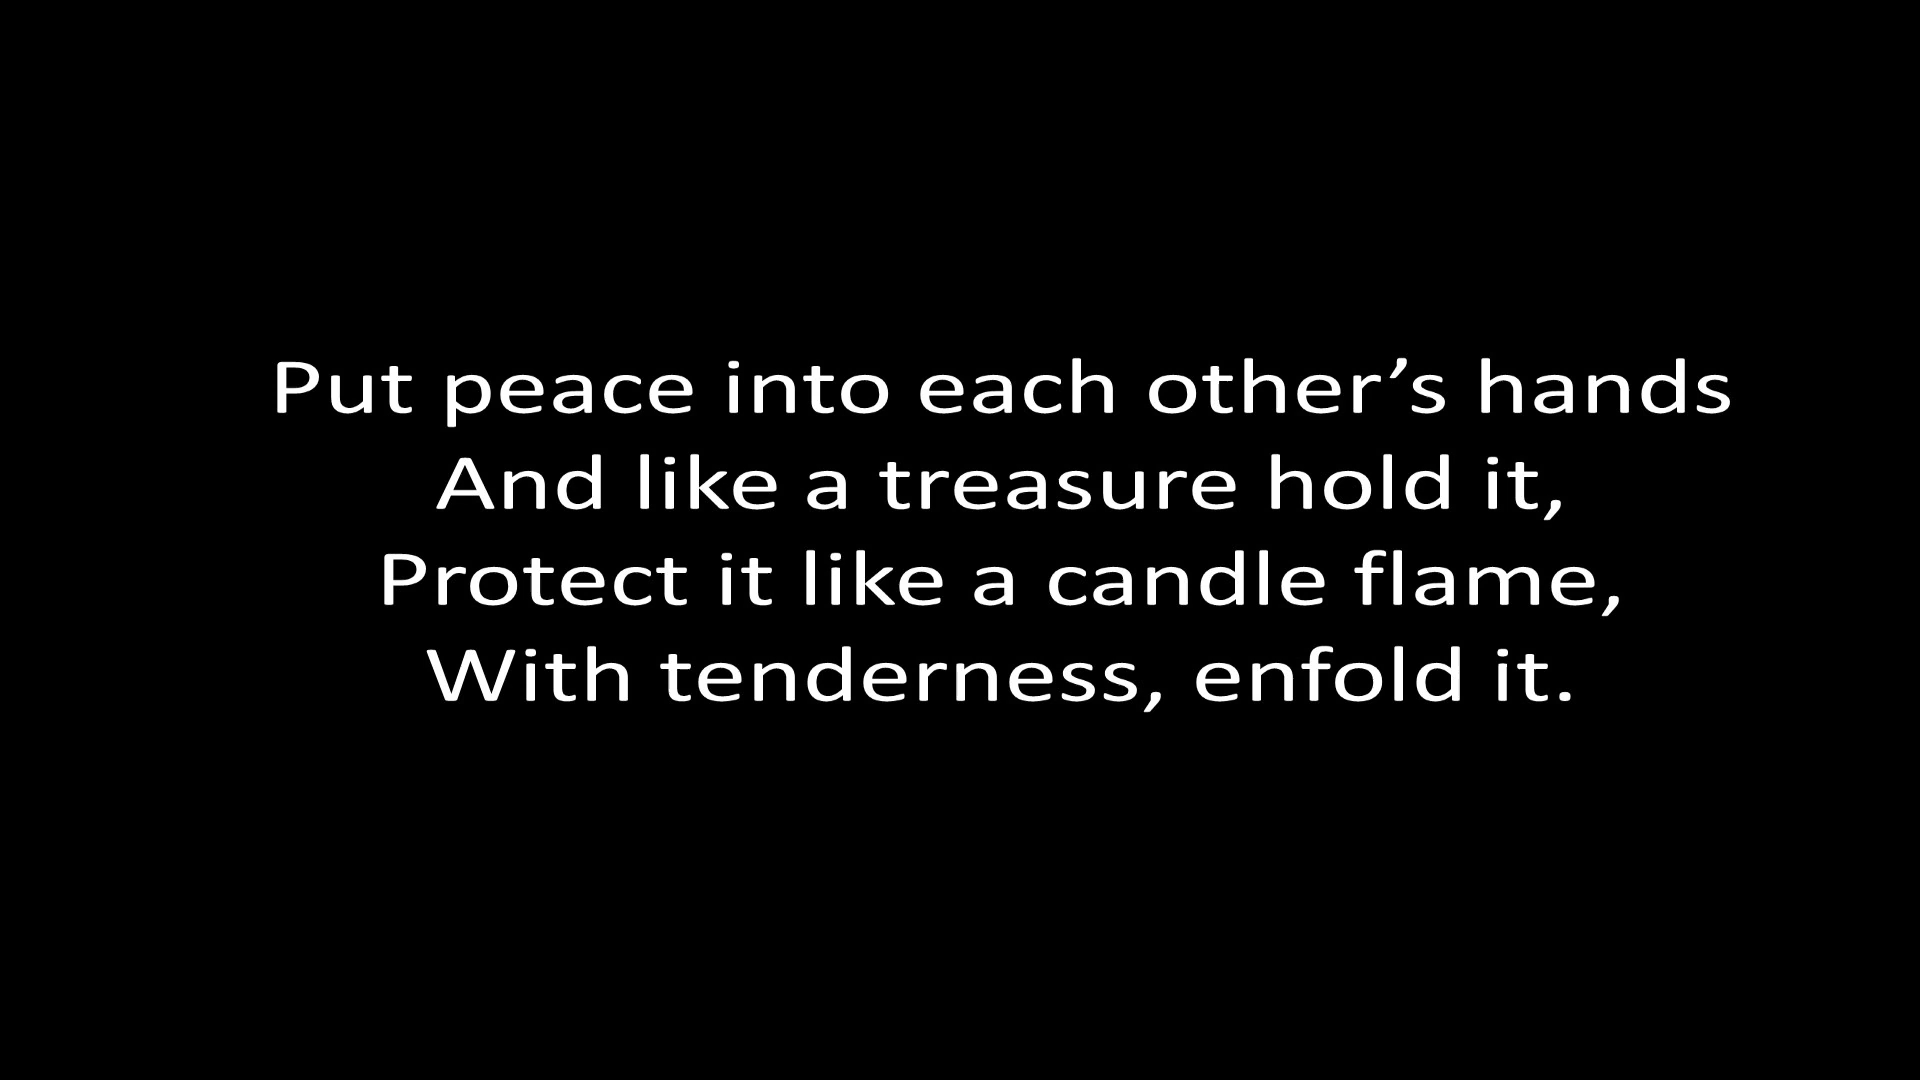 Put peace into each other’s hands
And like a treasure hold it,
Protect it like a candle flame,
With tenderness, enfold it.